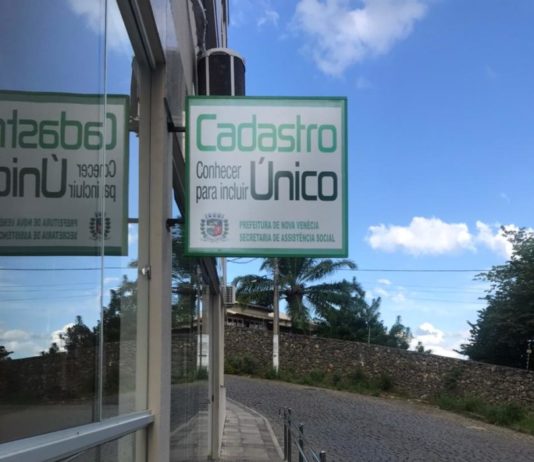 Cadastro
Conhecer
para incluir Único
PREFEITURA DE NOVA VENÉCIA
SECRETARIA DE ASSISTÊNCIA SOCIAL